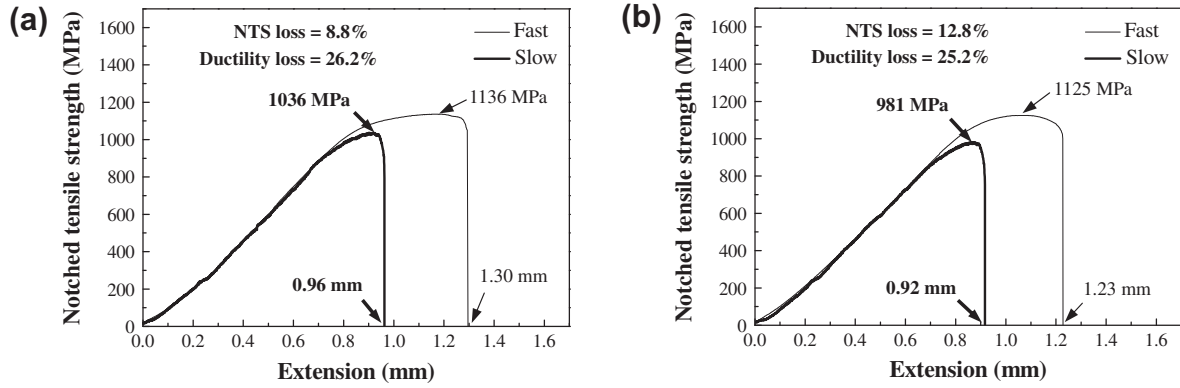 (a)
NTS loss = 8.8%
Ductility loss = 26.2%
Fast
Slow
1036 MPa
1136 MPa
0.96 mm
1.30 mm
Notched tensile strength (MPa)
1600
1400
1200
1000
800
600
400
200
0
0.0 0.2 0.4 0.6 0.8 1.0 1.2 1.4 1.6
Extension (mm)
(b)
NTS loss = 12.8%
Ductility loss = 25.2%
Fast
Slow
981 MPa
1125 MPa
0.92 mm
1.23 mm
Notched tensile strength (MPa)
1600
1400
1200
1000
800
600
400
200
0
0.0 0.2 0.4 0.6 0.8 1.0 1.2 1.4 1.6
Extension (mm)